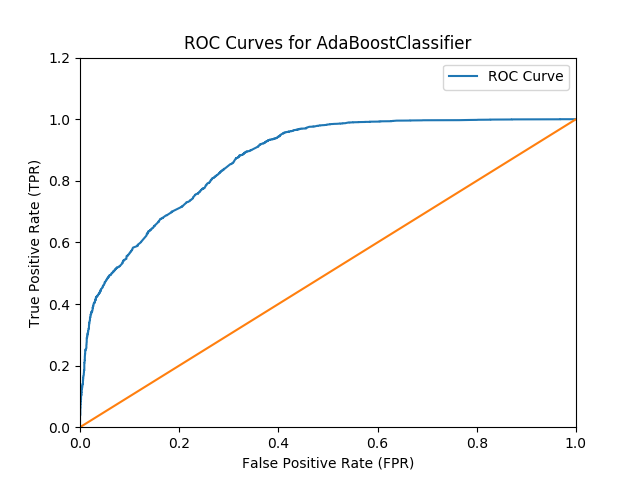 ROC Curves for AdaBoostClassifier
ROC Curve
True Positive Rate (TPR)
1.2
1.0
0.8
0.6
0.4
0.2
0.0
0.0 0.2 0.4 0.6 0.8 1.0
False Positive Rate (FPR)